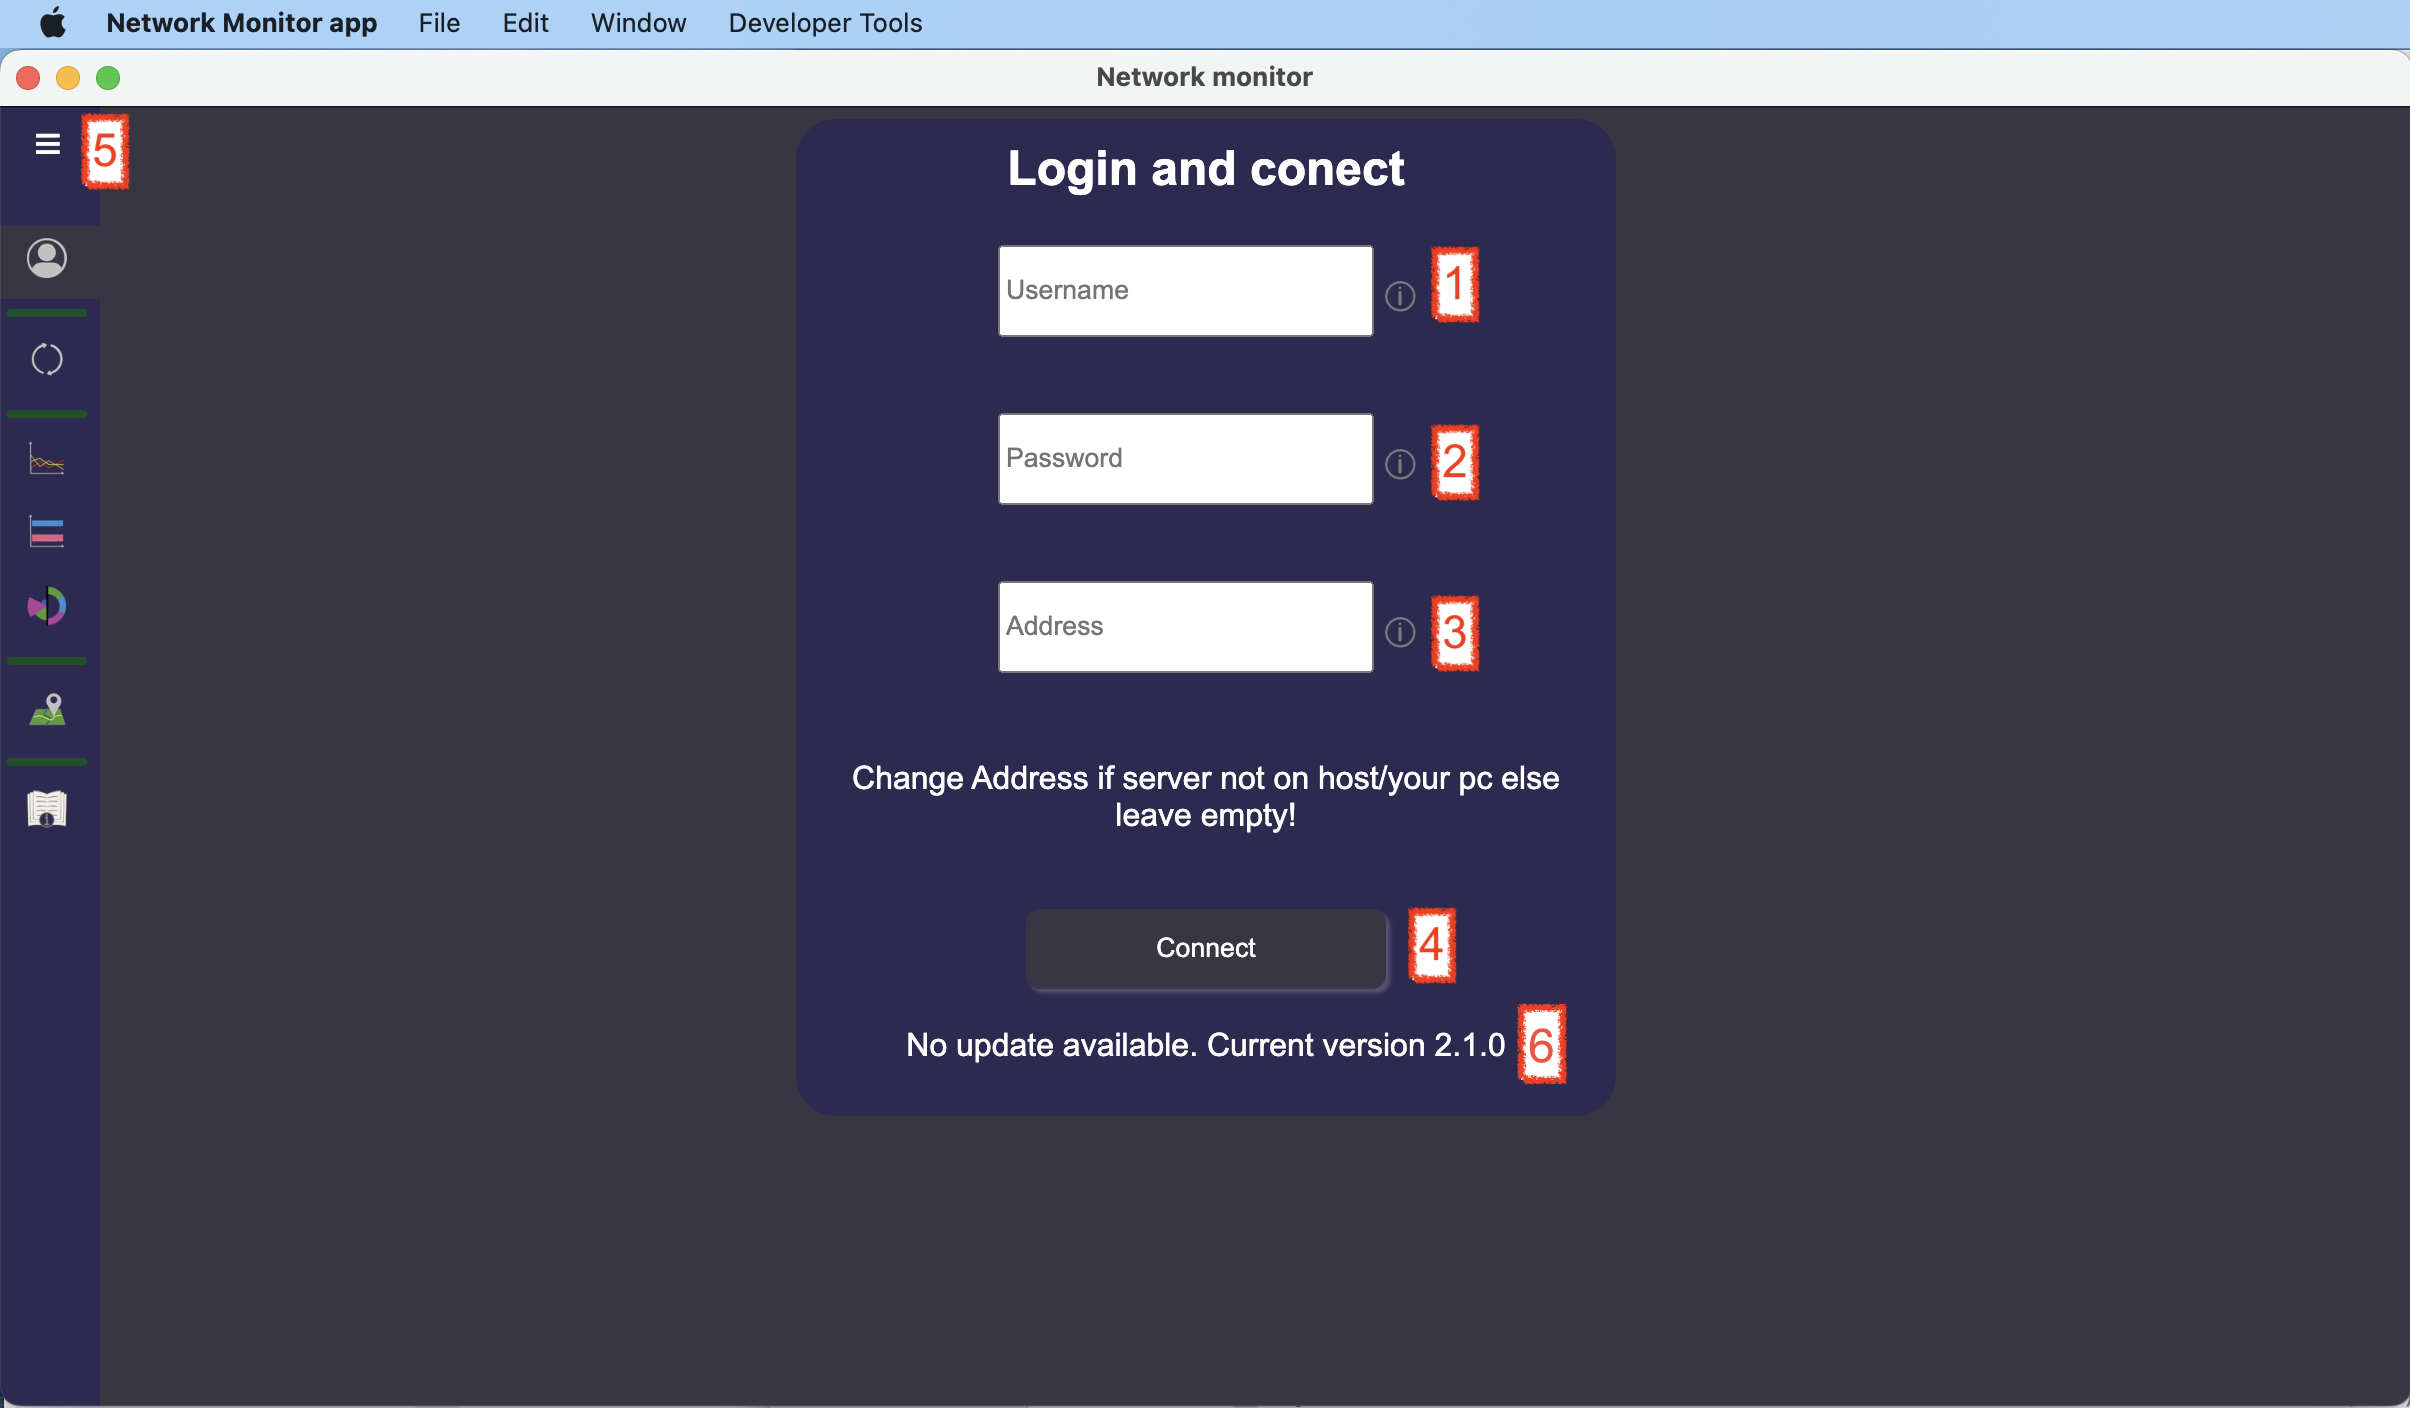 Network Monitor app File Edit Window Developer Tools
Network monitor
5
Login and conect
Username 1
Password 2
Address 3
Change Address if server not on host/your pc else
leave empty!
Connect 4
No update available. Current version 2.1.0 6